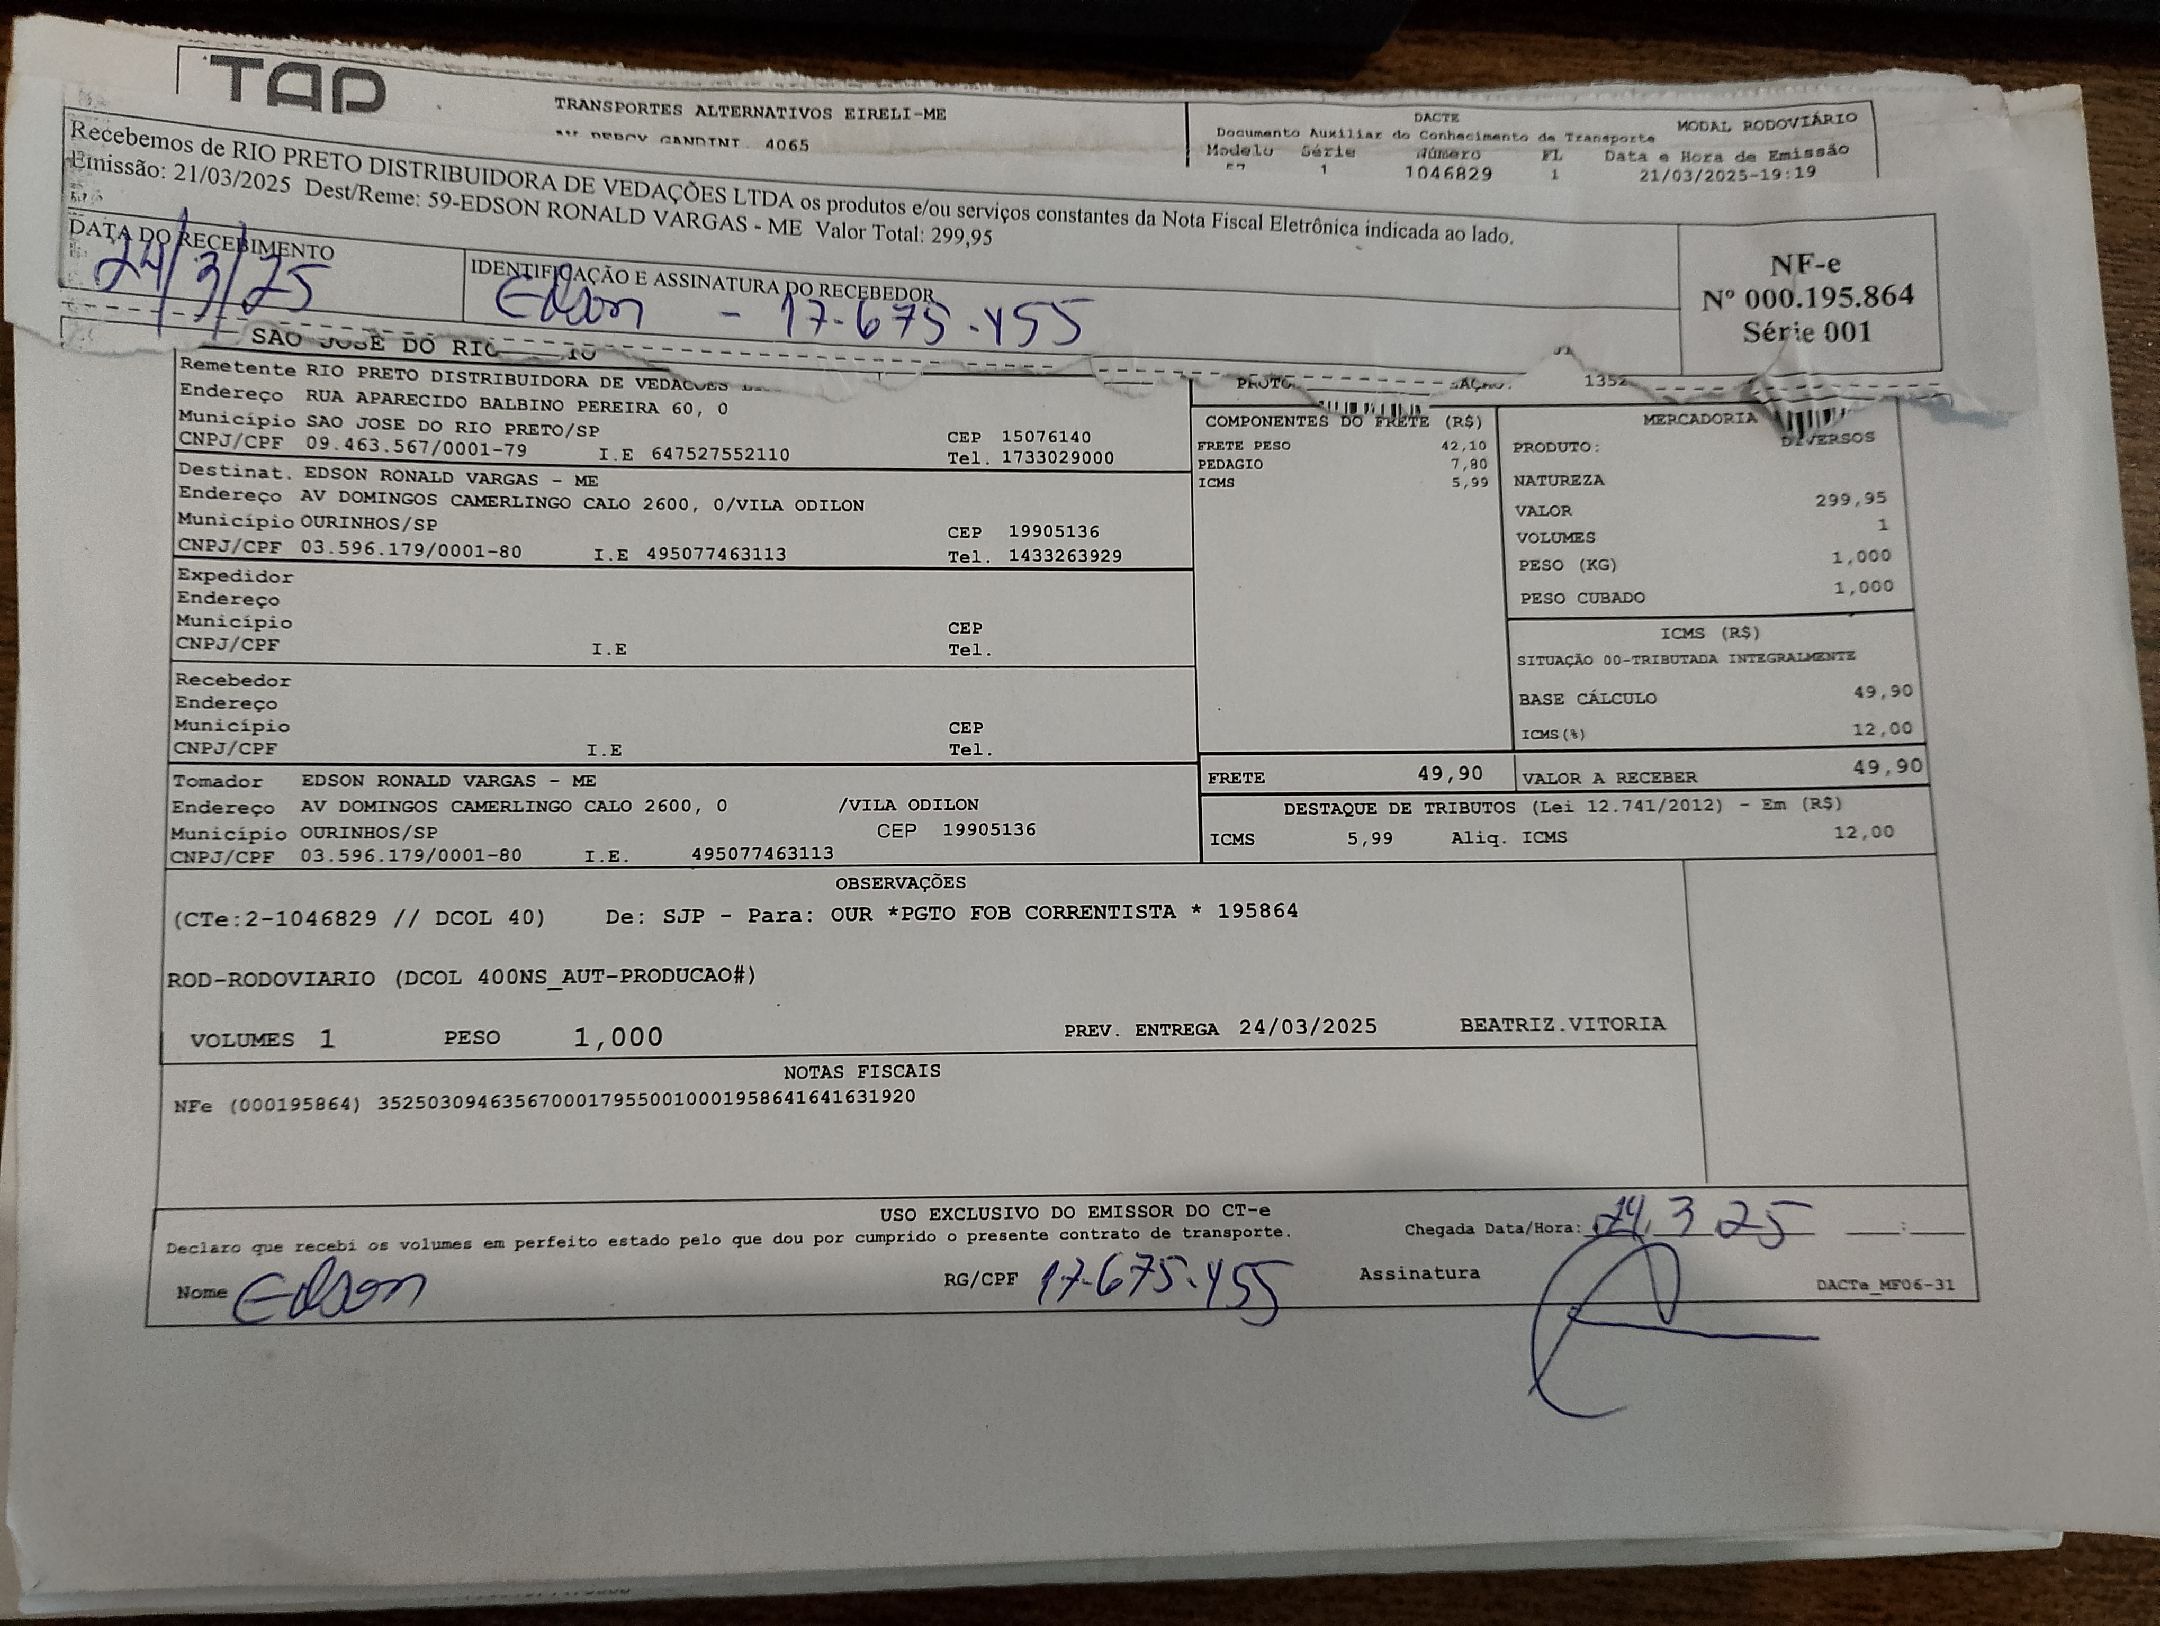 TAP
TRANSPORTES ALTERNATIVOS EIRELI-ME
4065
DACTE
Documento Auxiliar do Conhecimento de Transporte
MODAL RODOVIÁRIO
Modelo Série Número FL Data e Hora de Emissão
57 1 1046829 1 21/03/2025-19:19
Recebemos de RIO PRETO DISTRIBUIDORA DE VEDAÇÕES LTDA os produtos e/ou serviços constantes da Nota Fiscal Eletrônica indicada ao lado.
Emissão: 21/03/2025 Dest/Reme: 59-EDSON RONALD VARGAS - ME Valor Total: 299,95
DATA DO RECEBIMENTO
24/3/25
IDENTIFICAÇÃO E ASSINATURA DO RECEBEDOR
Edson - 17-675.455
NF-e
Nº 000.195.864
Série 001
SAO JOSE DO RIO
Remetente RIO PRETO DISTRIBUIDORA DE VEDACOES
Endereço RUA APARECIDO BALBINO PEREIRA 60, 0
Município SAO JOSE DO RIO PRETO/SP CEP 15076140
CNPJ/CPF 09.463.567/0001-79 I.E 647527552110 Tel. 1733029000
Destinat. EDSON RONALD VARGAS - ME
Endereço AV DOMINGOS CAMERLINGO CALO 2600, 0/VILA ODILON
Município OURINHOS/SP CEP 19905136
CNPJ/CPF 03.596.179/0001-80 I.E 495077463113 Tel. 1433263929
Expedidor
Endereço
Município CEP
CNPJ/CPF I.E Tel.
Recebedor
Endereço
Município CEP
CNPJ/CPF I.E Tel.
Tomador EDSON RONALD VARGAS - ME
Endereço AV DOMINGOS CAMERLINGO CALO 2600, 0 /VILA ODILON
Município OURINHOS/SP CEP 19905136
CNPJ/CPF 03.596.179/0001-80 I.E. 495077463113
1352
COMPONENTES DO FRETE (R$)
FRETE PESO 42,10
PEDAGIO 7,80
ICMS 5,99
MERCADORIA
PRODUTO: DIVERSOS
NATUREZA
VALOR 299,95
VOLUMES 1
PESO (KG) 1,000
PESO CUBADO 1,000
ICMS (R$)
SITUAÇÃO 00-TRIBUTADA INTEGRALMENTE
BASE CÁLCULO 49,90
ICMS(%) 12,00
FRETE 49,90 VALOR A RECEBER 49,90
DESTAQUE DE TRIBUTOS (Lei 12.741/2012) - Em (R$)
ICMS 5,99 Aliq. ICMS 12,00
OBSERVAÇÕES
(CTe:2-1046829 // DCOL 40) De: SJP - Para: OUR *PGTO FOB CORRENTISTA * 195864
ROD-RODOVIARIO (DCOL 400NS_AUT-PRODUCAO#)
VOLUMES 1 PESO 1,000 PREV. ENTREGA 24/03/2025 BEATRIZ.VITORIA
NOTAS FISCAIS
NFe (000195864) 35250309463567000179550010001958641641631920
USO EXCLUSIVO DO EMISSOR DO CT-e
Declaro que recebi os volumes em perfeito estado pelo que dou por cumprido o presente contrato de transporte.
Chegada Data/Hora: 24 3 25
Nome Edson RG/CPF 17-675.455 Assinatura
DACTe_MF06-31